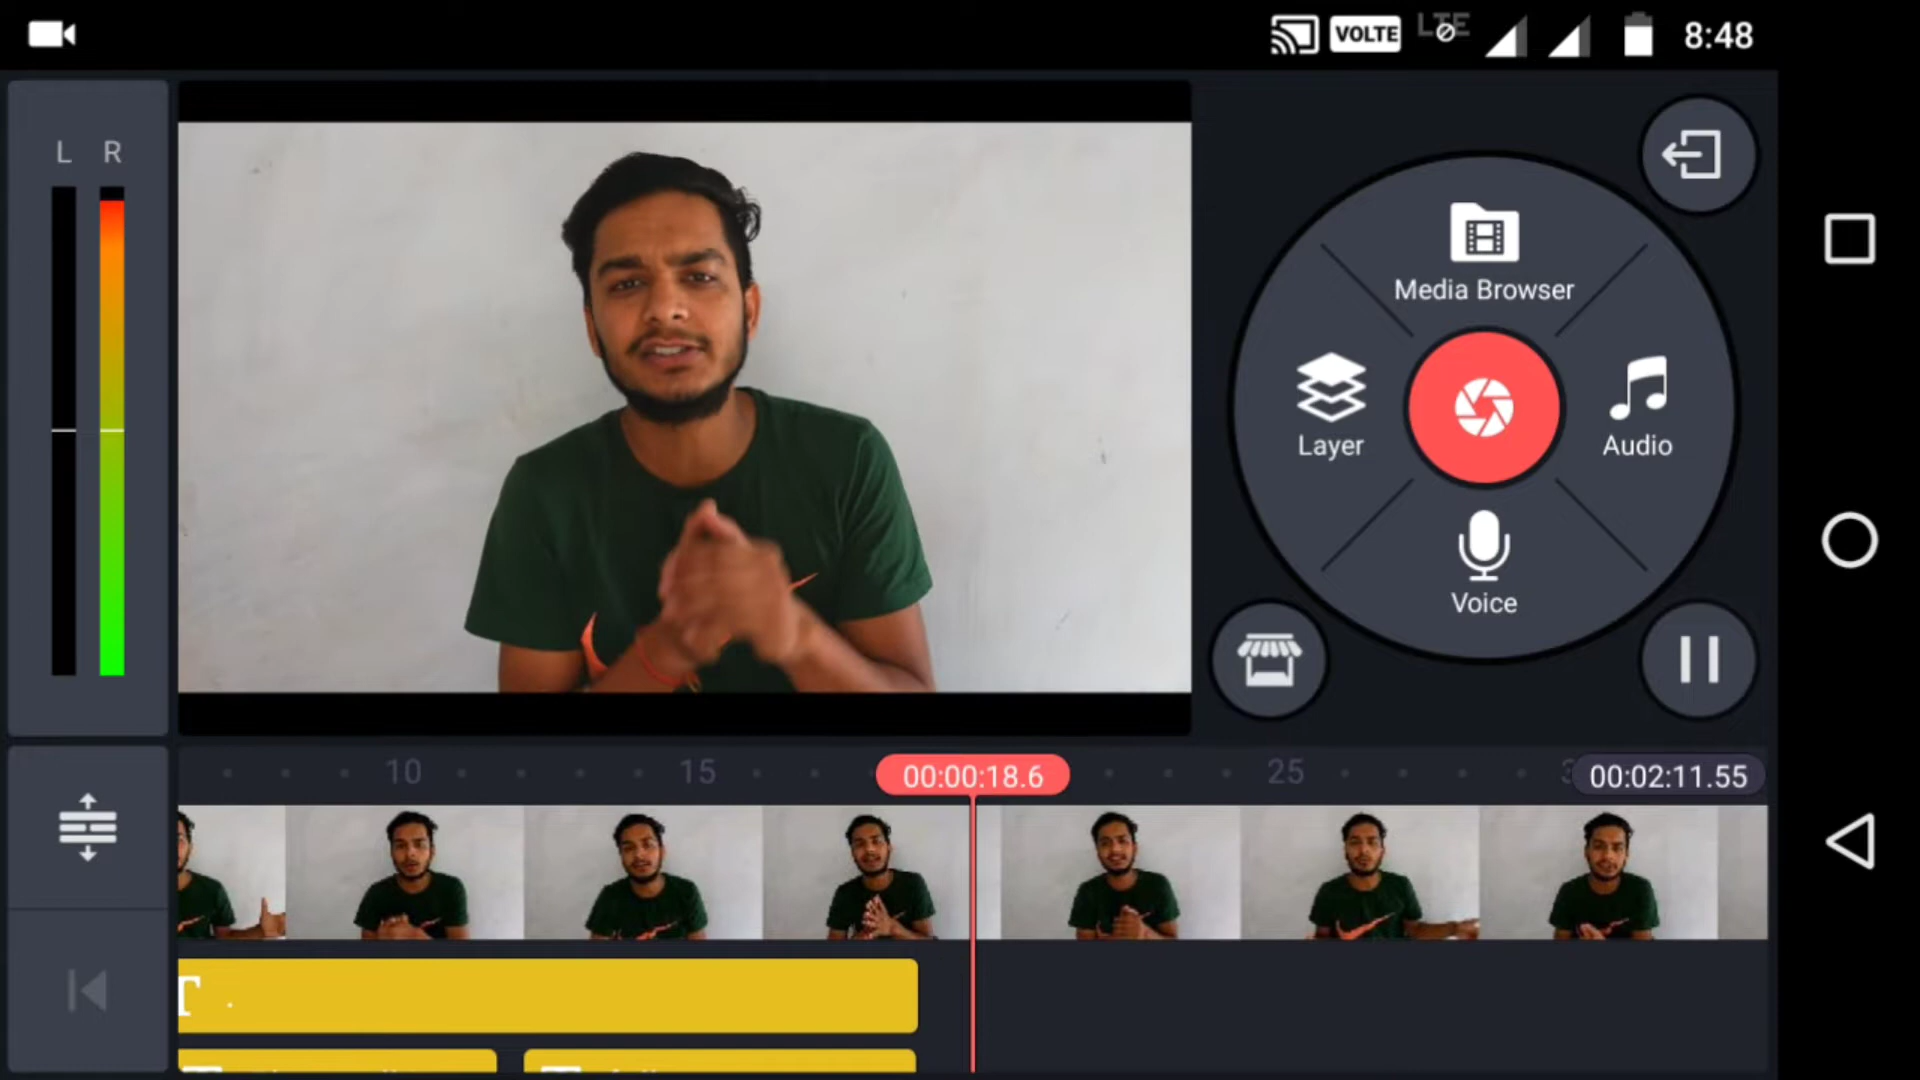 VOLTE LTE 8:48
L R
Media Browser
Layer
Audio
Voice
10 15 00:00:18.6 25 00:02:11.55
T .